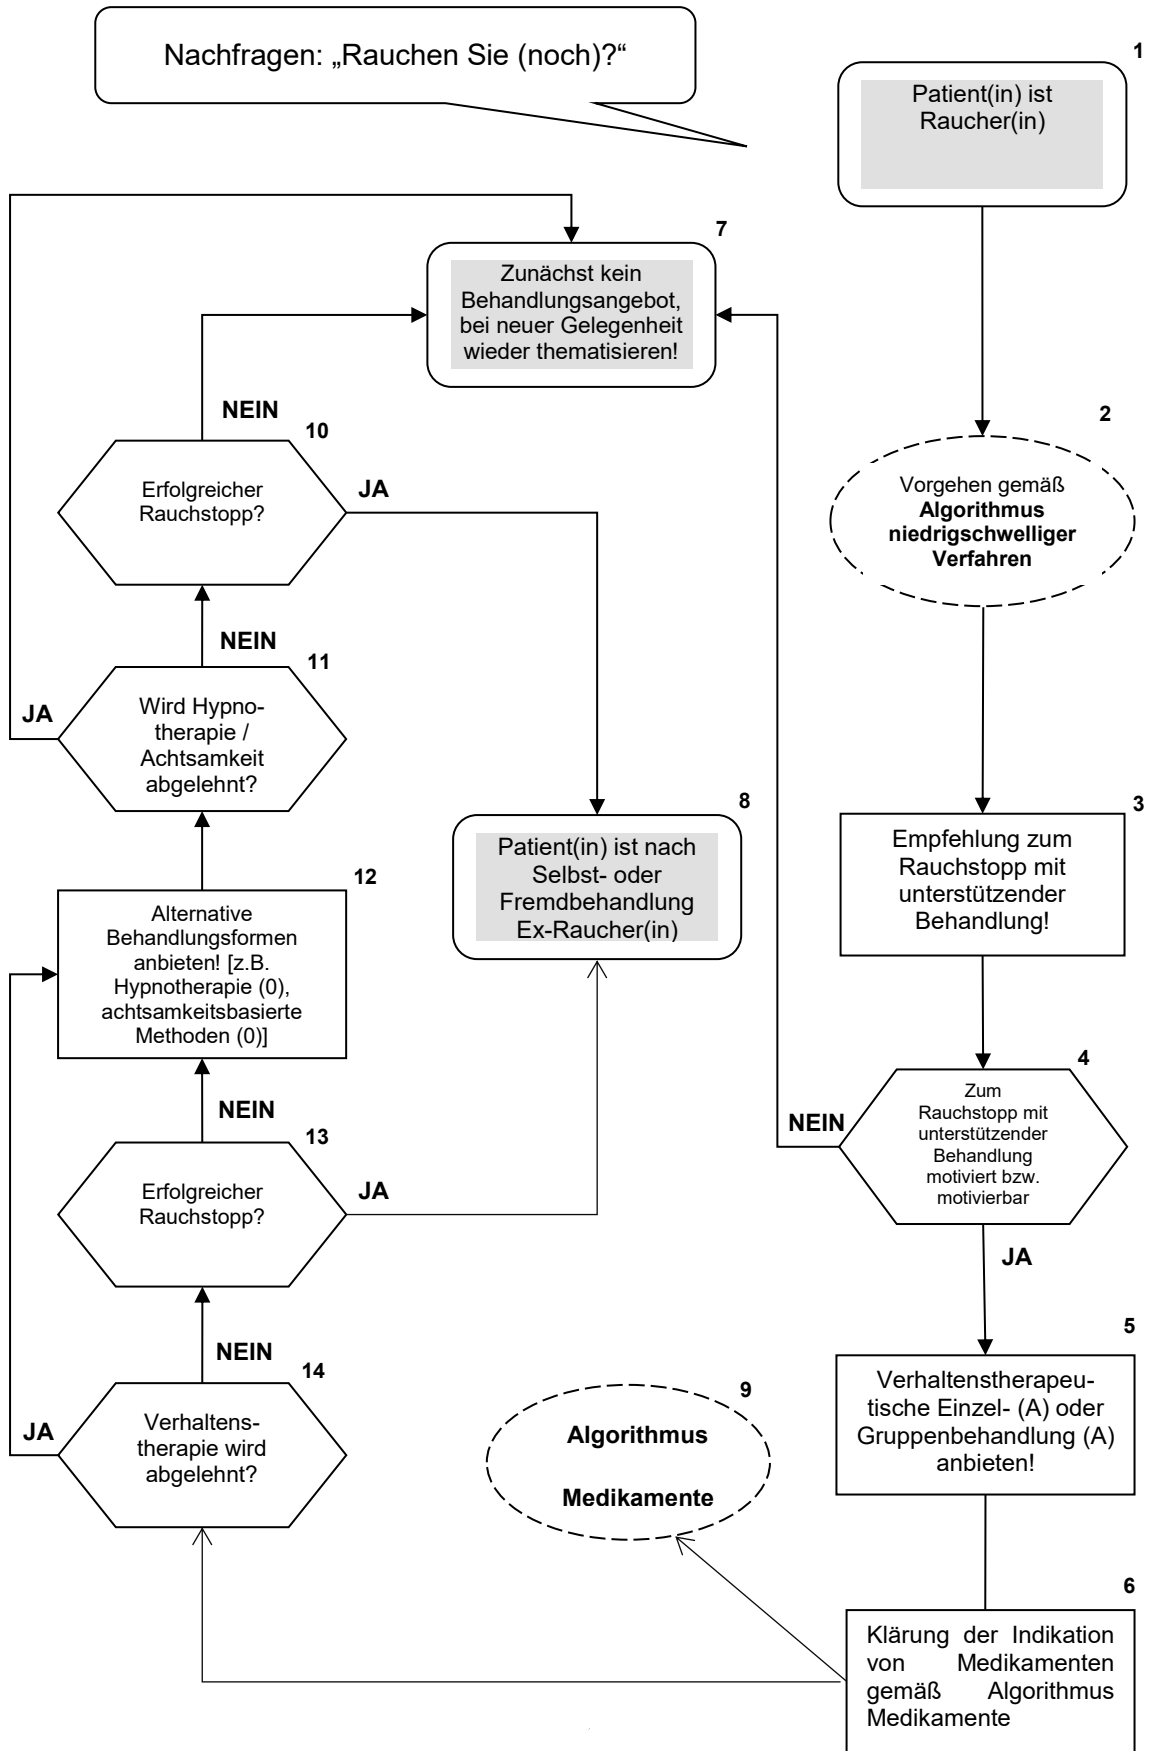 Nachfragen: „Rauchen Sie (noch)?“
1
Patient(in) ist
Raucher(in)
7
Zunächst kein
Behandlungsangebot,
bei neuer Gelegenheit
wieder thematisieren!
2
Vorgehen gemäß
Algorithmus
niedrigschwelliger
Verfahren
NEIN
10
Erfolgreicher
Rauchstopp?
JA
NEIN
11
Wird Hypno-
therapie /
Achtsamkeit
abgelehnt?
JA
8
Patient(in) ist nach
Selbst- oder
Fremdbehandlung
Ex-Raucher(in)
3
Empfehlung zum
Rauchstopp mit
unterstützender
Behandlung!
12
Alternative
Behandlungsformen
anbieten! [z.B.
Hypnotherapie (0),
achtsamkeitsbasierte
Methoden (0)]
4
Zum
Rauchstopp mit
unterstützender
Behandlung
motiviert bzw.
motivierbar
NEIN
JA
NEIN
13
Erfolgreicher
Rauchstopp?
JA
5
Verhaltenstherapeu-
tische Einzel- (A) oder
Gruppenbehandlung (A)
anbieten!
NEIN
14
Verhaltens-
therapie wird
abgelehnt?
JA
9
Algorithmus
Medikamente
6
Klärung der Indikation
von Medikamenten
gemäß Algorithmus
Medikamente